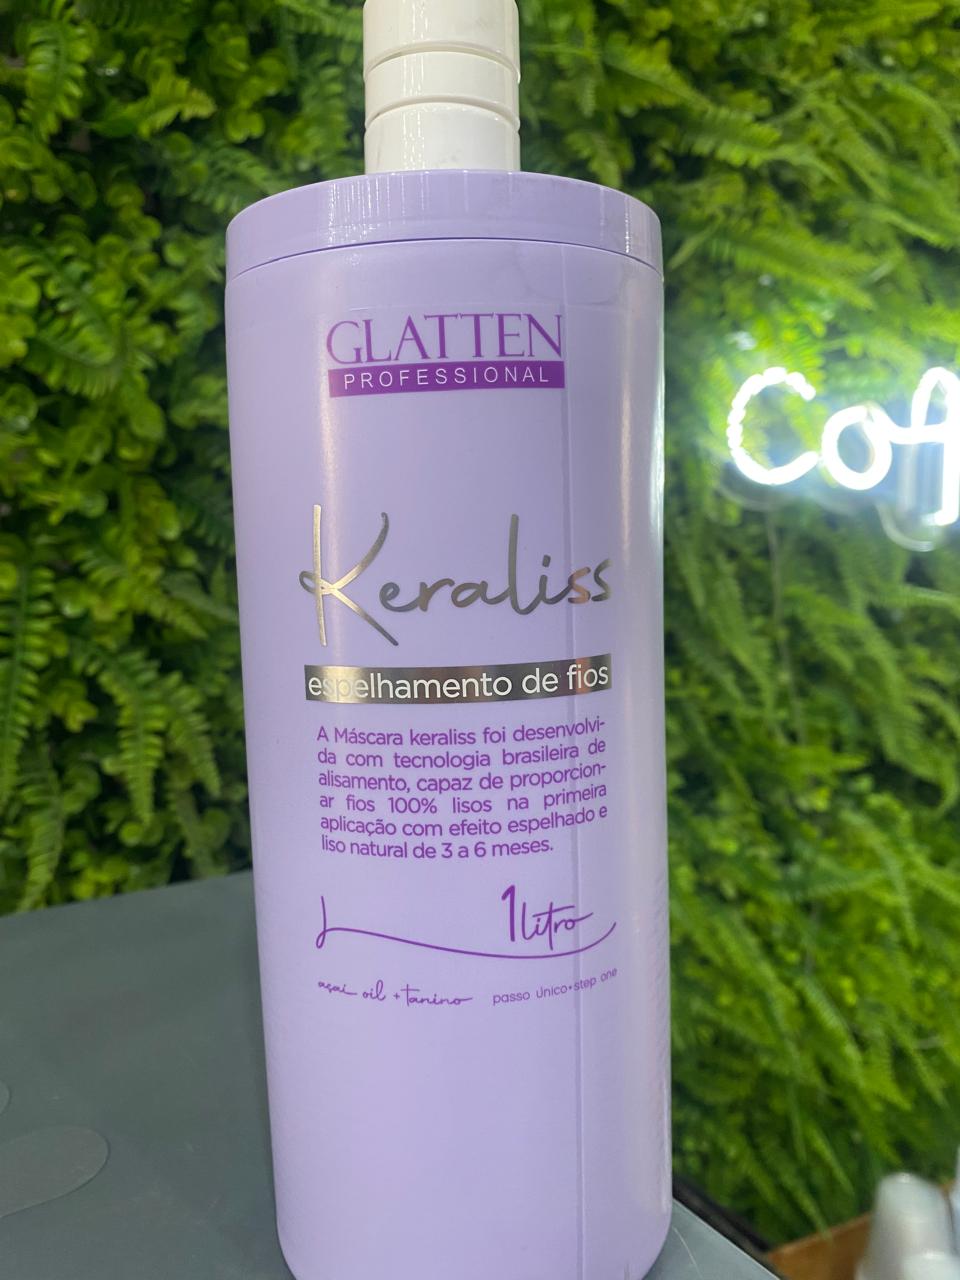 GLATTEN
PROFESSIONAL
Keraliss
espelhamento de fios
A Máscara keraliss foi desenvolvi-
da com tecnologia brasileira de
alisamento, capaz de proporcion-
ar fios 100% lisos na primeira
aplicação com efeito espelhado e
liso natural de 3 a 6 meses.
1 litro
açaí oil + tanino
passo único • step one